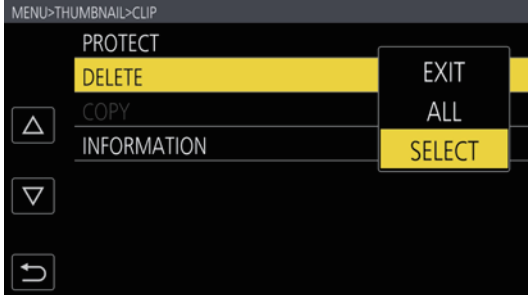 MENU>THUMBNAIL>CLIP
PROTECT
DELETE
COPY
INFORMATION
EXIT
ALL
SELECT